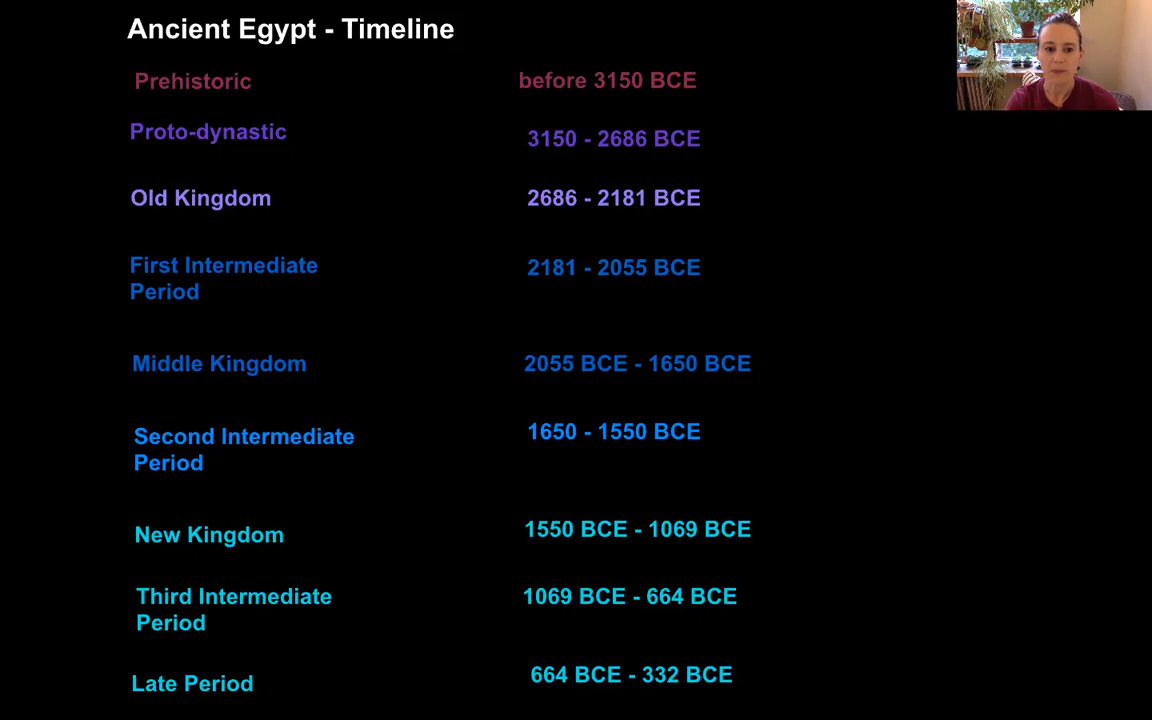 Ancient Egypt - Timeline
Prehistoric
before 3150 BCE
Proto-dynastic
3150 - 2686 BCE
Old Kingdom
2686 - 2181 BCE
First Intermediate
Period
2181 - 2055 BCE
Middle Kingdom
2055 BCE - 1650 BCE
Second Intermediate
Period
1650 - 1550 BCE
New Kingdom
1550 BCE - 1069 BCE
Third Intermediate
Period
1069 BCE - 664 BCE
Late Period
664 BCE - 332 BCE